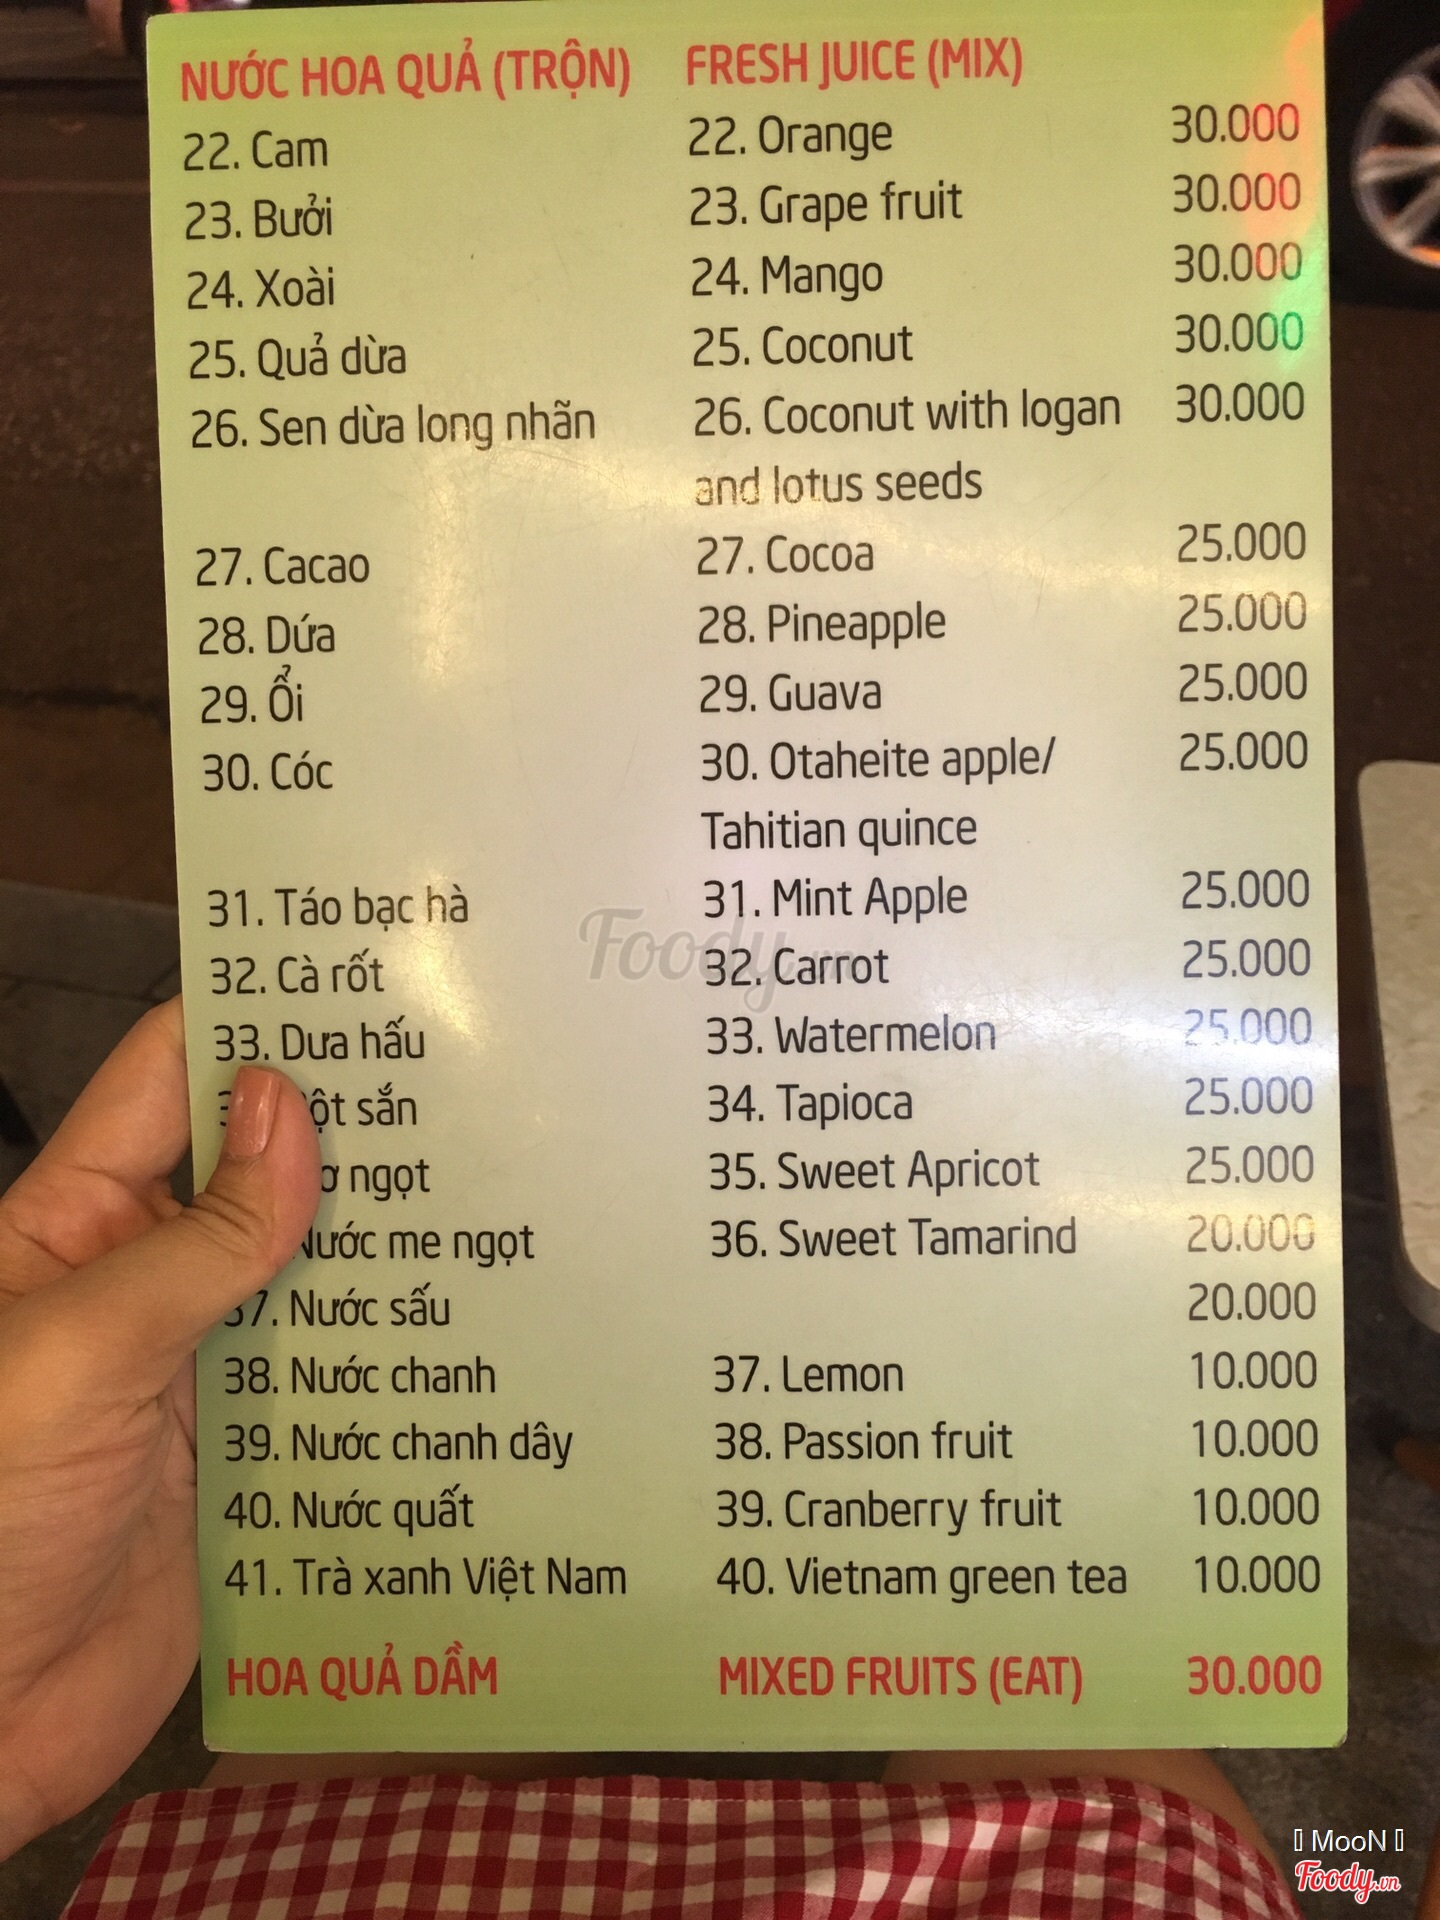 NƯỚC HOA QUẢ (TRỘN) FRESH JUICE (MIX)
22. Cam 22. Orange 30.000
23. Bưởi 23. Grape fruit 30.000
24. Xoài 24. Mango 30.000
25. Quả dừa 25. Coconut 30.000
26. Sen dừa long nhãn 26. Coconut with logan 30.000
and lotus seeds
27. Cacao 27. Cocoa 25.000
28. Dứa 28. Pineapple 25.000
29. Ổi 29. Guava 25.000
30. Cóc 30. Otaheite apple/ 25.000
Tahitian quince
31. Táo bạc hà 31. Mint Apple 25.000
32. Cà rốt 32. Carrot 25.000
33. Dưa hấu 33. Watermelon 25.000
sắn 34. Tapioca 25.000
ngọt 35. Sweet Apricot 25.000
Nước me ngọt 36. Sweet Tamarind 20.000
37. Nước sấu 20.000
38. Nước chanh 37. Lemon 10.000
39. Nước chanh dây 38. Passion fruit 10.000
40. Nước quất 39. Cranberry fruit 10.000
41. Trà xanh Việt Nam 40. Vietnam green tea 10.000
HOA QUẢ DẦM MIXED FRUITS (EAT) 30.000
Foody.vn
MooN
Foody.vn